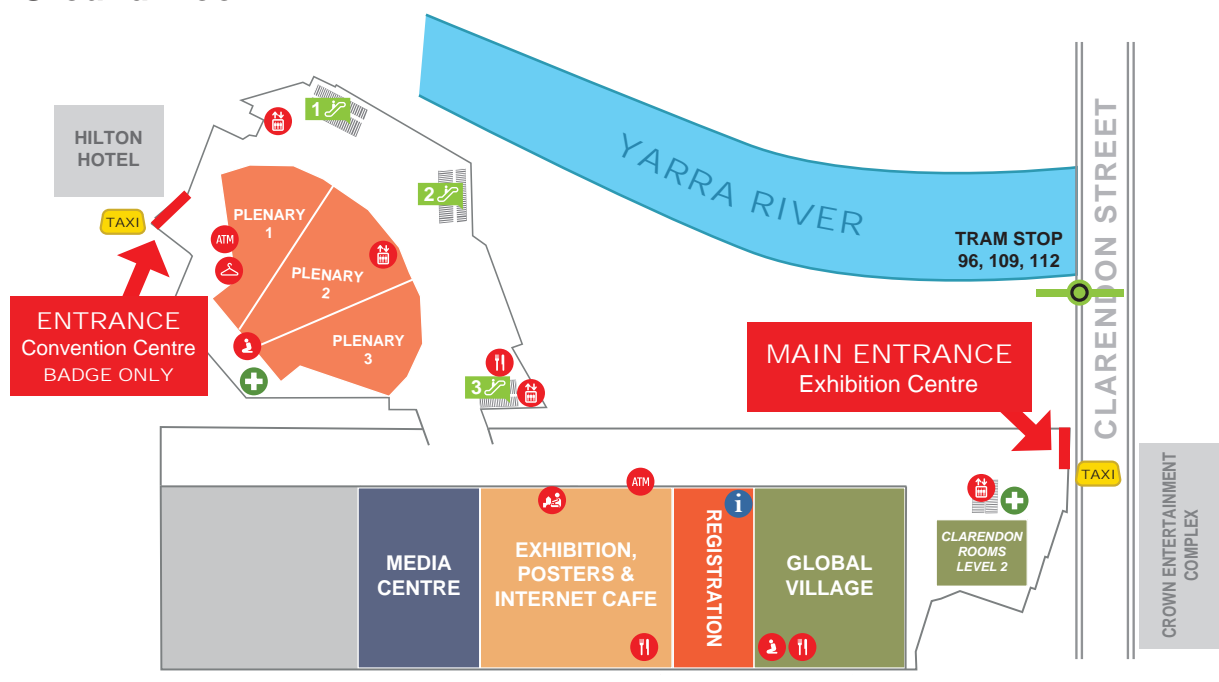 HILTON
HOTEL
TAXI
ENTRANCE
Convention Centre
BADGE ONLY
1
2
3
PLENARY
1
PLENARY
2
PLENARY
3
ATM
YARRA RIVER
TRAM STOP
96, 109, 112
CLARENDON STREET
MAIN ENTRANCE
Exhibition Centre
TAXI
CROWN ENTERTAINMENT
COMPLEX
ATM
MEDIA
CENTRE
EXHIBITION,
POSTERS &
INTERNET CAFE
i
REGISTRATION
GLOBAL
VILLAGE
CLARENDON
ROOMS
LEVEL 2